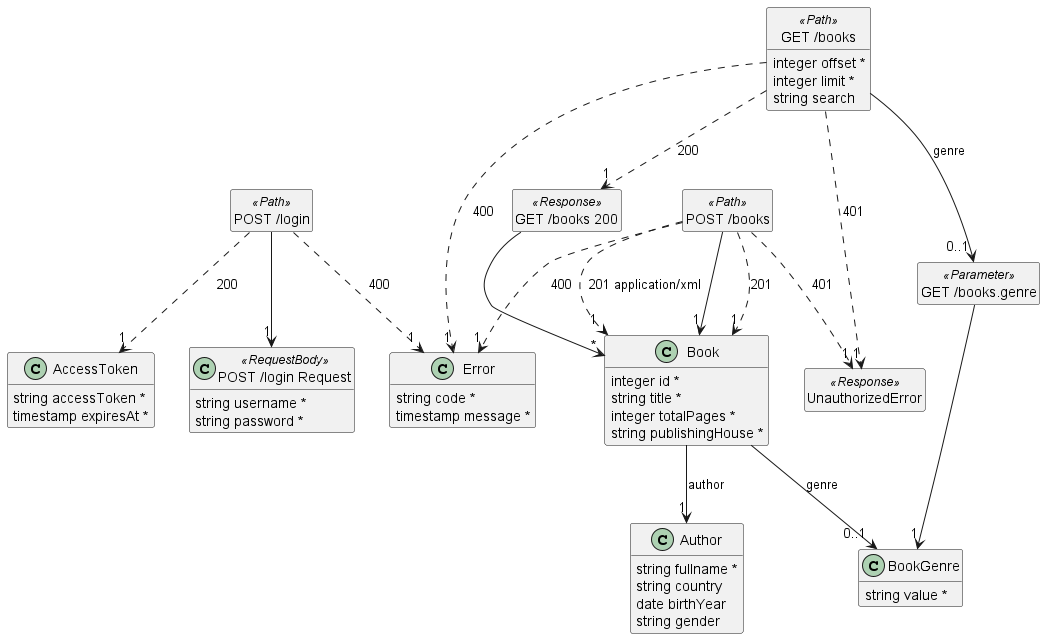 «Path»
GET /books
integer offset *
integer limit *
string search
200
genre
1
«Path»
POST /login
«Response»
GET /books 200
«Path»
POST /books
400
401
0..1
«Parameter»
GET /books.genre
200
400
400
201
application/xml
201
401
1
1
1
1
1
1
1
1
1
1
1
*
C
AccessToken
string accessToken *
timestamp expiresAt *
C
«RequestBody»
POST /login Request
string username *
string password *
C
Error
string code *
timestamp message *
C
Book
integer id *
string title *
integer totalPages *
string publishingHouse *
«Response»
UnauthorizedError
author
genre
1
0..1
1
C
Author
string fullname *
string country
date birthYear
string gender
C
BookGenre
string value *